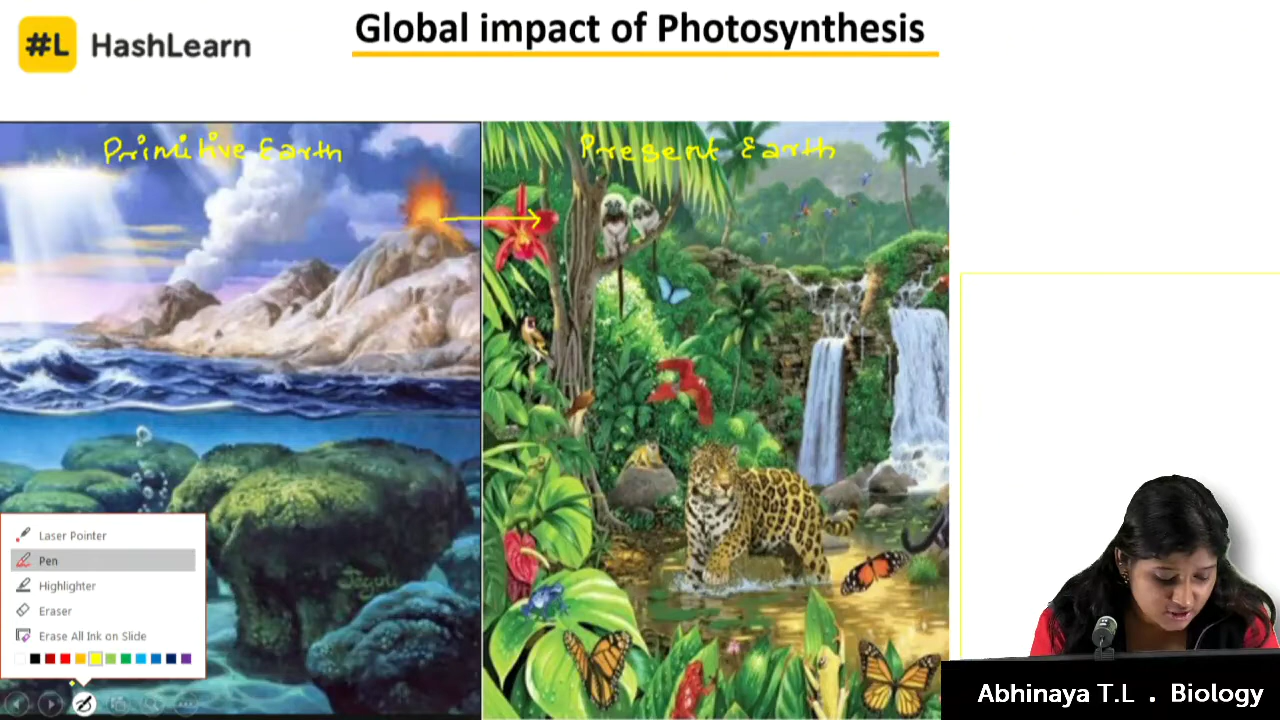 Global impact of Photosynthesis
#L HashLearn
Primitive Earth
Present Earth
Laser Pointer
Pen
Highlighter
Eraser
Erase All Ink on Slide
Abhinaya T.L . Biology